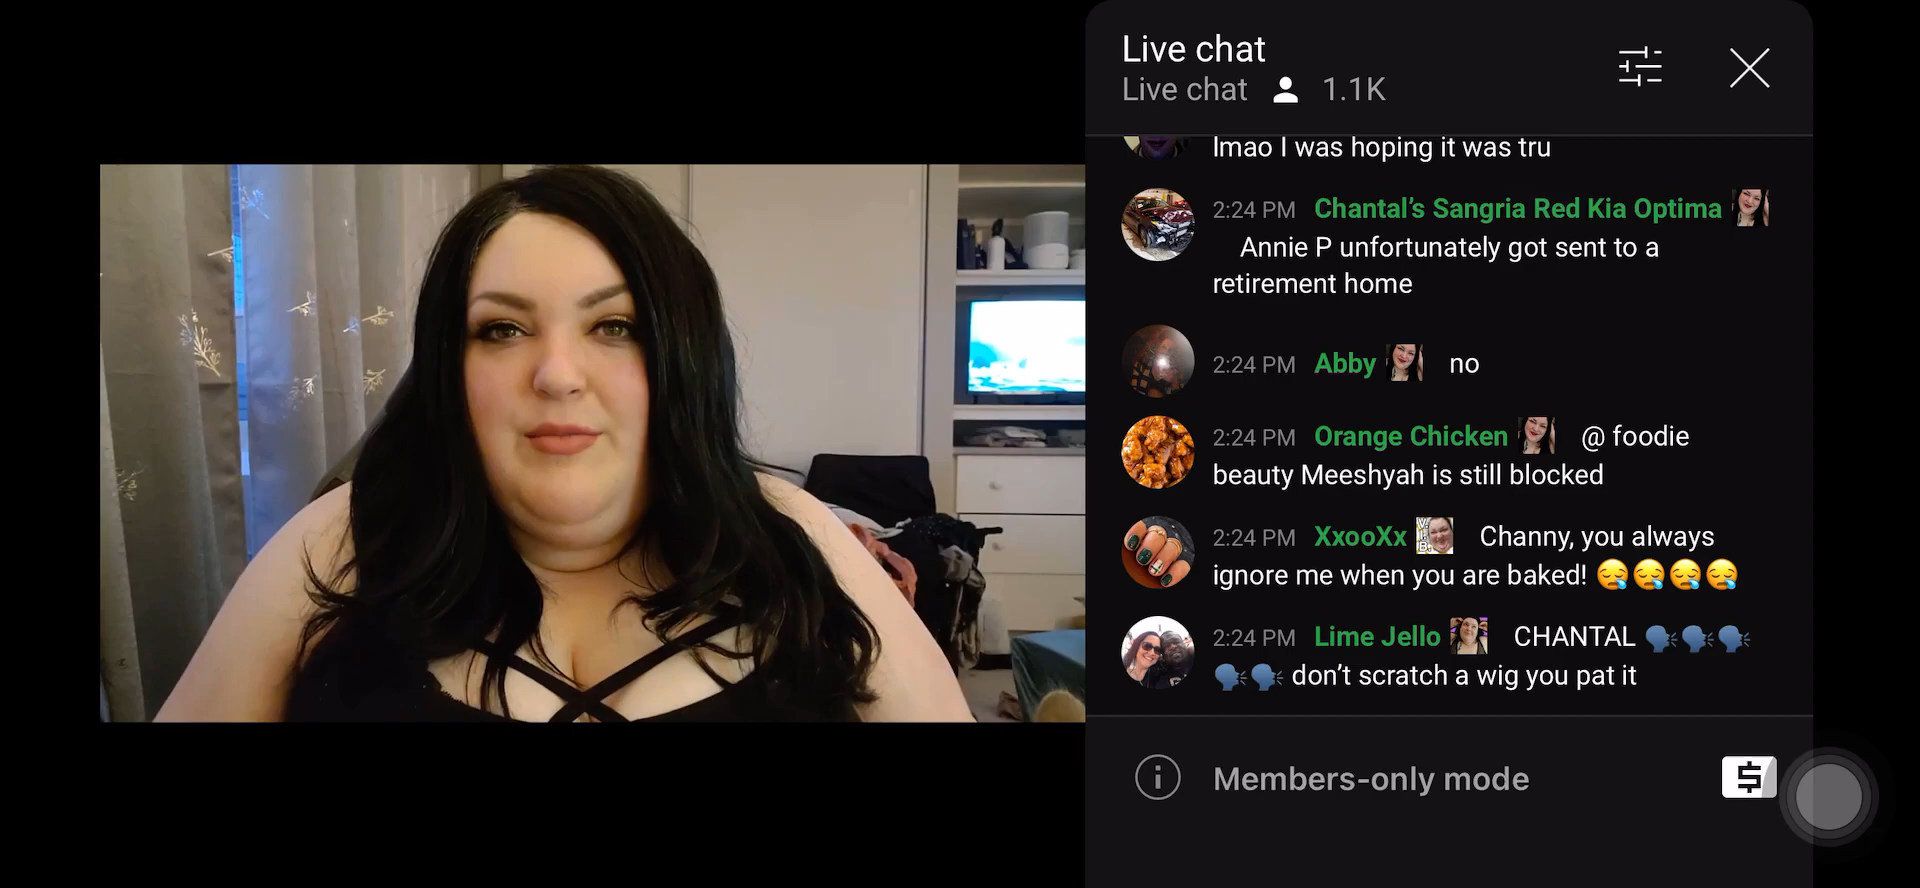 Live chat
Live chat 1.1K
lmao I was hoping it was tru
2:24 PM Chantal’s Sangria Red Kia Optima
Annie P unfortunately got sent to a
retirement home
2:24 PM Abby no
2:24 PM Orange Chicken @ foodie
beauty Meeshyah is still blocked
2:24 PM XxooXx Channy, you always
ignore me when you are baked! 😪😪😪😪
2:24 PM Lime Jello CHANTAL 🗣️🗣️🗣️
🗣️🗣️ don’t scratch a wig you pat it
Members-only mode
$